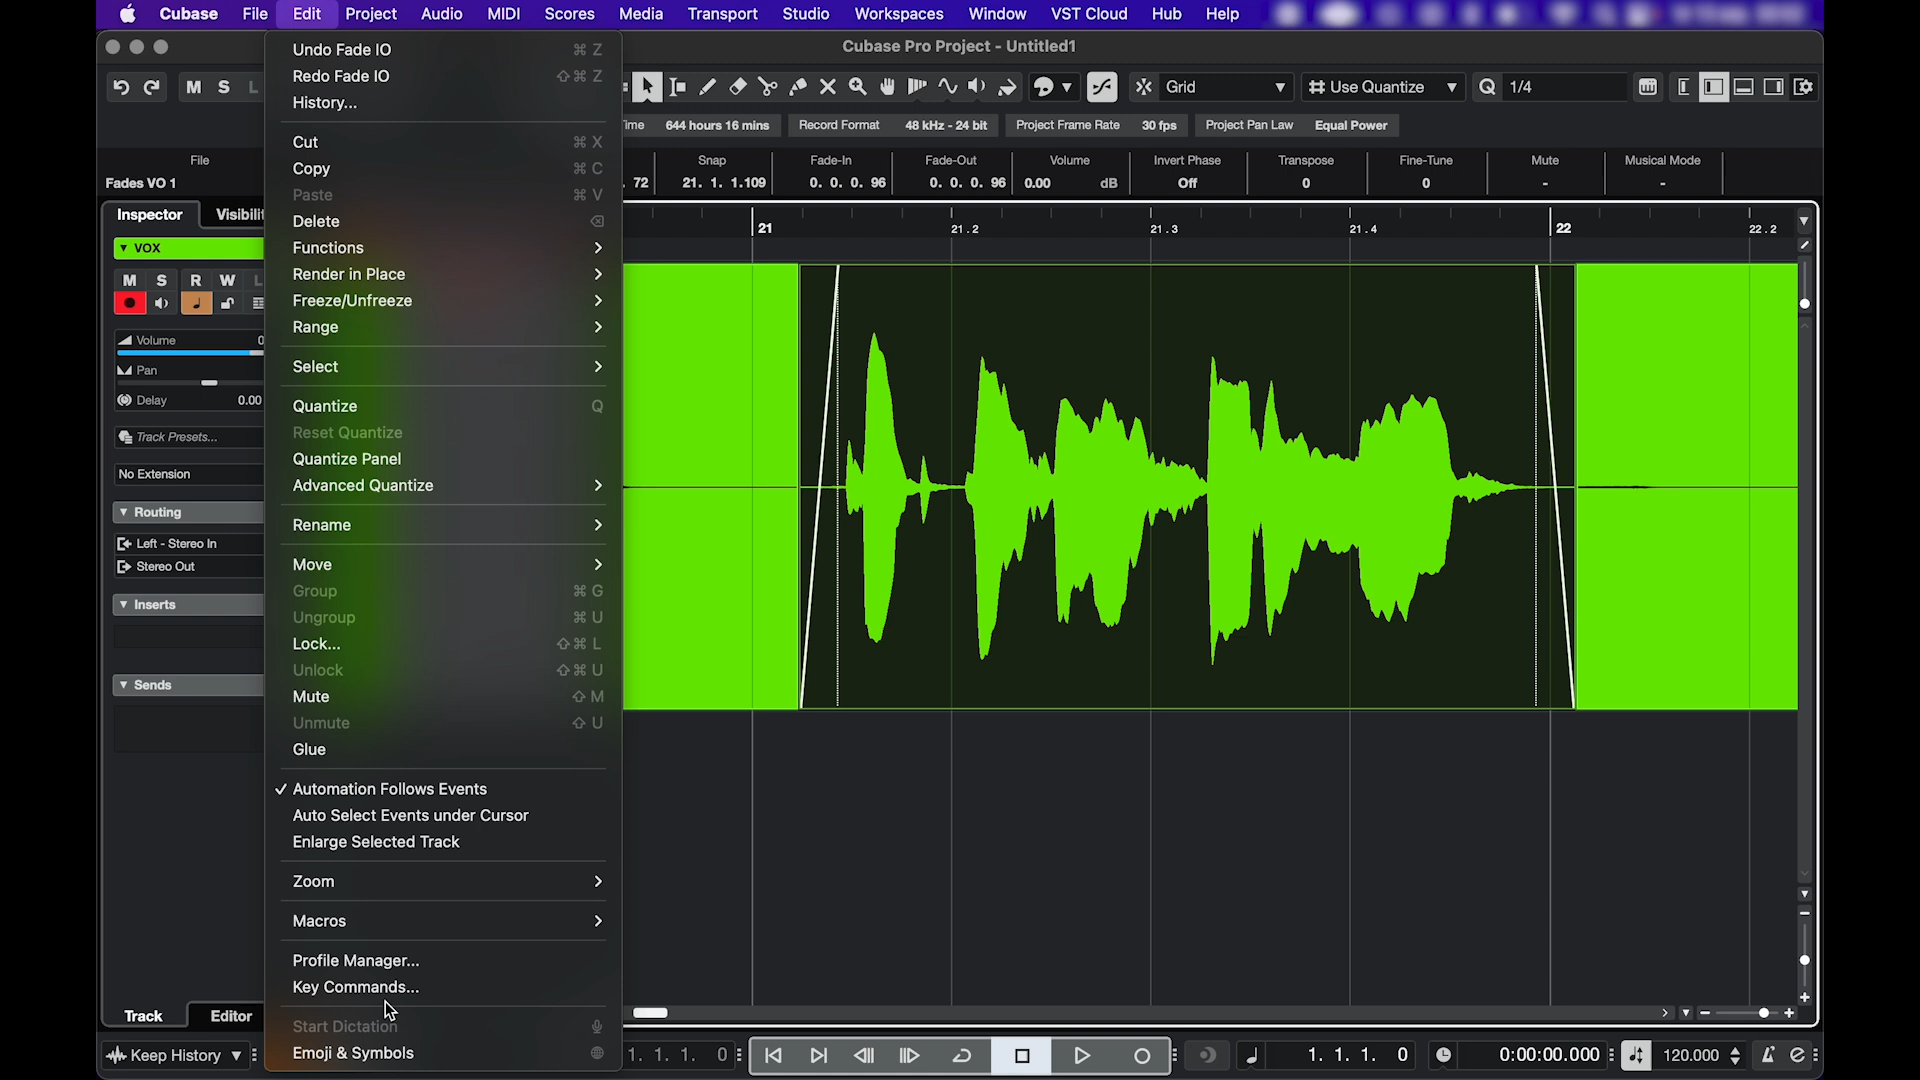 Cubase File Edit Project Audio MIDI Scores Media Transport Studio Workspaces Window VST Cloud Hub Help
Cubase Pro Project - Untitled1
M S L Grid Use Quantize Q 1/4
644 hours 16 mins Record Format 48 kHz - 24 bit Project Frame Rate 30 fps Project Pan Law Equal Power
File Snap Fade-In Fade-Out Volume Invert Phase Transpose Fine-Tune Mute Musical Mode
Fades VO 1 . 72 21. 1. 1.109 0. 0. 0. 96 0. 0. 0. 96 0.00 dB Off 0 0 - -
Inspector
21 21.2 21.3 21.4 22 22.2
VOX
M S R W L
Volume
Pan
Delay 0.00
Track Presets...
No Extension
Routing
Left - Stereo In
Stereo Out
Inserts
Sends
Track Editor
Undo Fade IO ⌘ Z
Redo Fade IO ⇧⌘ Z
History...
Cut ⌘ X
Copy ⌘ C
Paste ⌘ V
Delete ⌫
Functions
Render in Place
Freeze/Unfreeze
Range
Select
Quantize Q
Reset Quantize
Quantize Panel
Advanced Quantize
Rename
Move
Group ⌘ G
Ungroup ⌘ U
Lock... ⇧⌘ L
Unlock ⇧⌘ U
Mute ⇧ M
Unmute ⇧ U
Glue
✓ Automation Follows Events
Auto Select Events under Cursor
Enlarge Selected Track
Zoom
Macros
Profile Manager...
Key Commands...
Start Dictation
Emoji & Symbols
Keep History 1. 1. 1. 0 1. 1. 1. 0 0:00:00.000 120.000